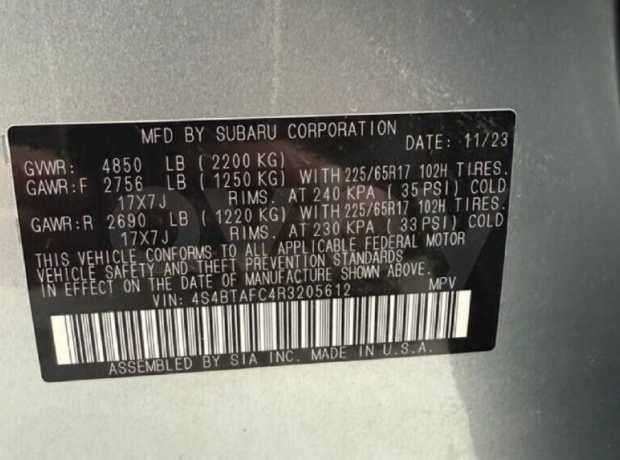 MFD BY SUBARU CORPORATION DATE: 11/23
GVWR: 4850 LB (2200 KG)
GAWR:F 2756 LB (1250 KG) WITH 225/65R17 102H TIRES.
17X7J RIMS. AT 240 KPA (35 PSI) COLD
GAWR:R 2690 LB (1220 KG) WITH 225/65R17 102H TIRES.
17X7J RIMS. AT 230 KPA (33 PSI) COLD
THIS VEHICLE CONFORMS TO ALL APPLICABLE FEDERAL MOTOR
VEHICLE SAFETY AND THEFT PREVENTION STANDARDS
IN EFFECT ON THE DATE OF MANUFACTURE SHOWN ABOVE.
VIN: 4S4BTAFC4R3205612 MPV
ASSEMBLED BY SIA INC. MADE IN U.S.A.